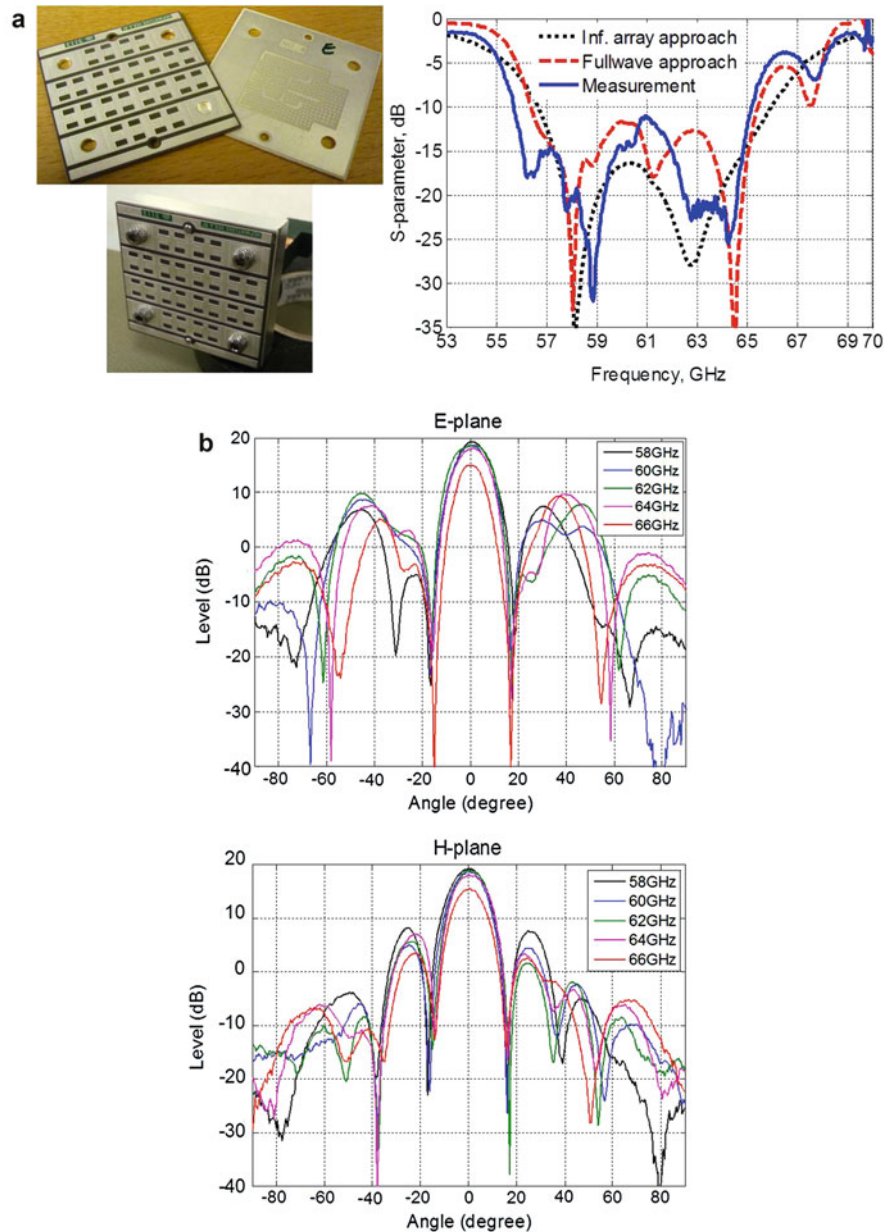 a
E
0
-5
-10
-15
-20
-25
-30
-35
S-parameter, dB
Inf. array approach
Fullwave approach
Measurement
53 55 57 59 61 63 65 67 69 70
Frequency, GHz
b
E-plane
20
10
0
-10
-20
-30
-40
Level (dB)
58GHz
60GHz
62GHz
64GHz
66GHz
-80 -60 -40 -20 0 20 40 60 80
Angle (degree)
H-plane
20
10
0
-10
-20
-30
-40
Level (dB)
58GHz
60GHz
62GHz
64GHz
66GHz
-80 -60 -40 -20 0 20 40 60 80
Angle (degree)